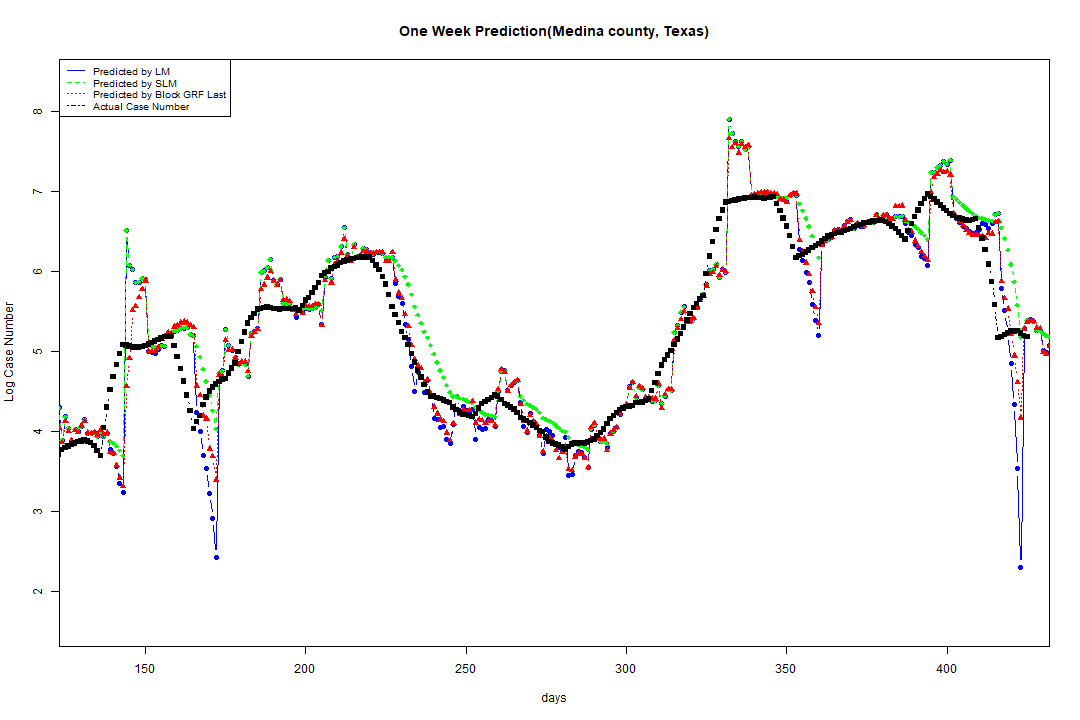 One Week Prediction(Medina county, Texas)
Predicted by LM
Predicted by SLM
Predicted by Block GRF Last
Actual Case Number
8
7
6
5
4
3
2
Log Case Number
150 200 250 300 350 400
days